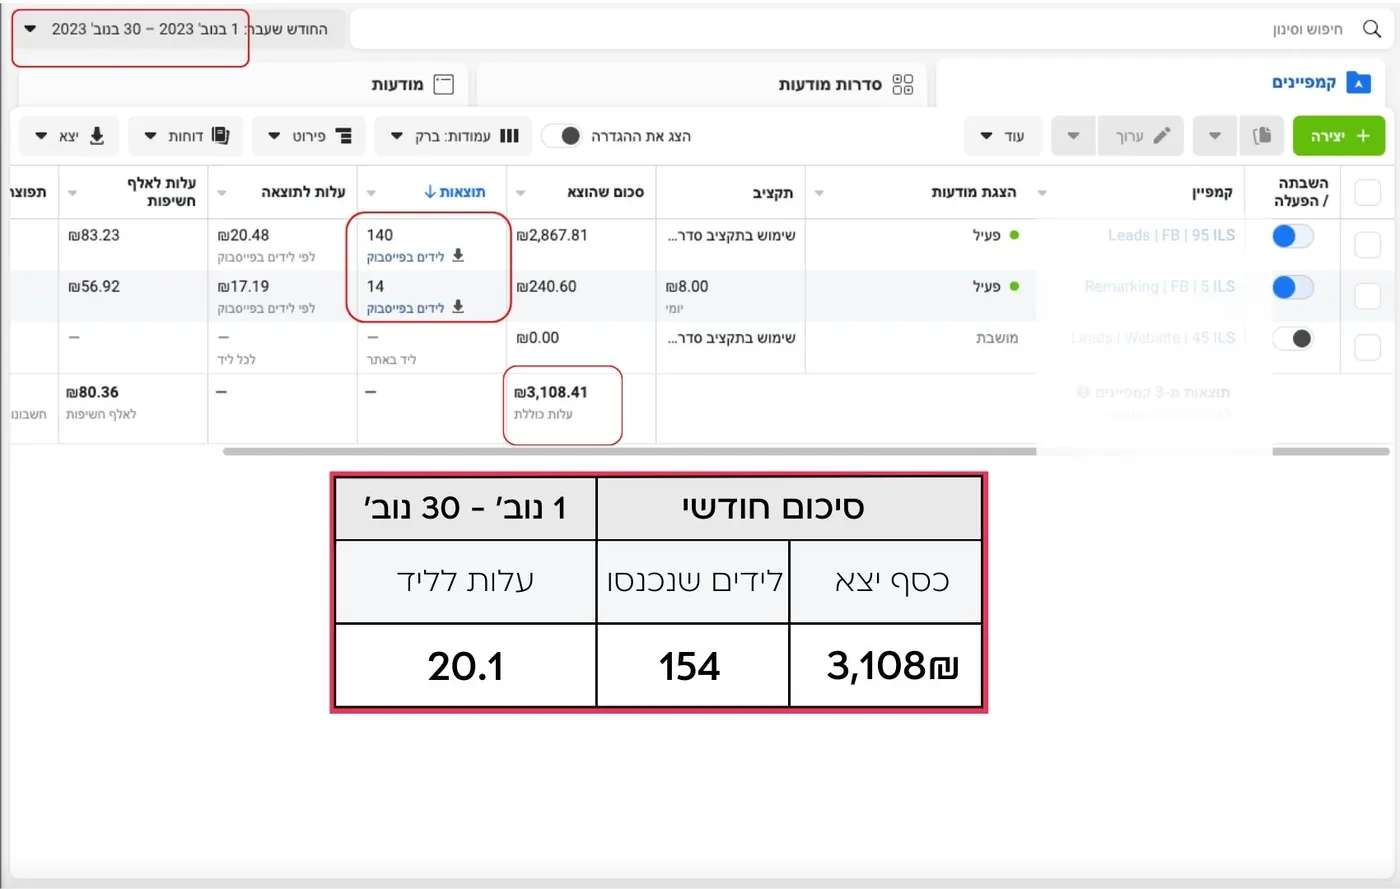 חיפוש וסינון
החודש שעבר: 1 בנוב' 2023 – 30 בנוב' 2023
קמפיינים
סדרות מודעות
מודעות
+ יצירה
ערוך
עוד
הצג את ההגדרה
עמודות: ברק
פירוט
דוחות
יצא
השבתה / הפעלה
קמפיין
הצגת מודעות
תקציב
סכום שהוצא
תוצאות ↓
עלות לתוצאה
עלות לאלף חשיפות
Leads | FB | 95 ILS
פעיל
שימוש בתקציב סדר...
₪2,867.81
140
לידים בפייסבוק
₪20.48
לפי לידים בפייסבוק
₪83.23
Remarking | FB | 5 ILS
פעיל
₪8.00
יומי
₪240.60
14
לידים בפייסבוק
₪17.19
לפי לידים בפייסבוק
₪56.92
Leads | Website | 45 ILS
מושבת
שימוש בתקציב סדר...
₪0.00
–
ליד באתר
–
לכל ליד
–
תוצאות מ-3 קמפיינים
₪3,108.41
עלות כוללת
–
–
₪80.36
לאלף חשיפות
סיכום חודשי
1 נוב' - 30 נוב'
כסף יצא
לידים שנכנסו
עלות לליד
3,108₪
154
20.1